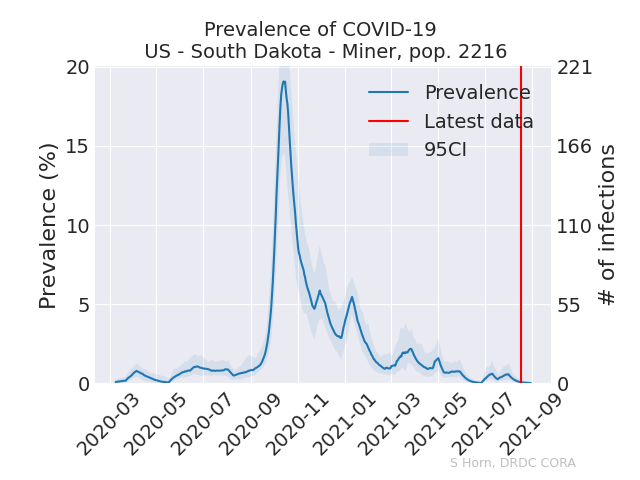 Prevalence of COVID-19
US - South Dakota - Miner, pop. 2216
Prevalence (%)
20
15
10
5
0
221
166
110
55
0
# of infections
Prevalence
Latest data
95CI
2020-03
2020-05
2020-07
2020-09
2020-11
2021-01
2021-03
2021-05
2021-07
2021-09
S Horn, DRDC CORA